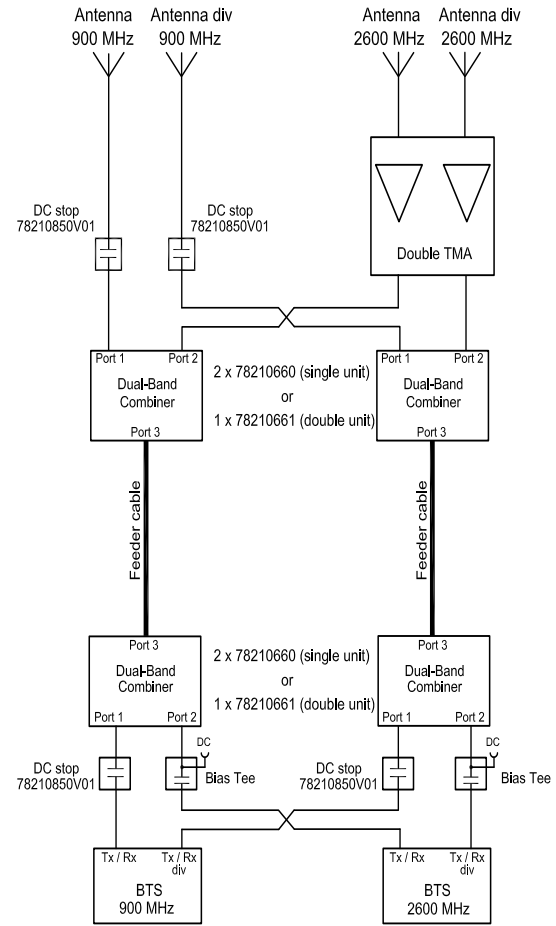 Antenna
900 MHz
Antenna div
900 MHz
Antenna
2600 MHz
Antenna div
2600 MHz
DC stop
78210850V01
DC stop
78210850V01
Double TMA
Port 1
Port 2
Dual-Band
Combiner
Port 3
2 x 78210660 (single unit)
or
1 x 78210661 (double unit)
Port 1
Port 2
Dual-Band
Combiner
Port 3
Feeder cable
Feeder cable
Port 3
Dual-Band
Combiner
Port 1
Port 2
2 x 78210660 (single unit)
or
1 x 78210661 (double unit)
Port 3
Dual-Band
Combiner
Port 1
Port 2
DC stop
78210850V01
DC
Bias Tee
DC stop
78210850V01
DC
Bias Tee
Tx / Rx
Tx / Rx
div
BTS
900 MHz
Tx / Rx
Tx / Rx
div
BTS
2600 MHz